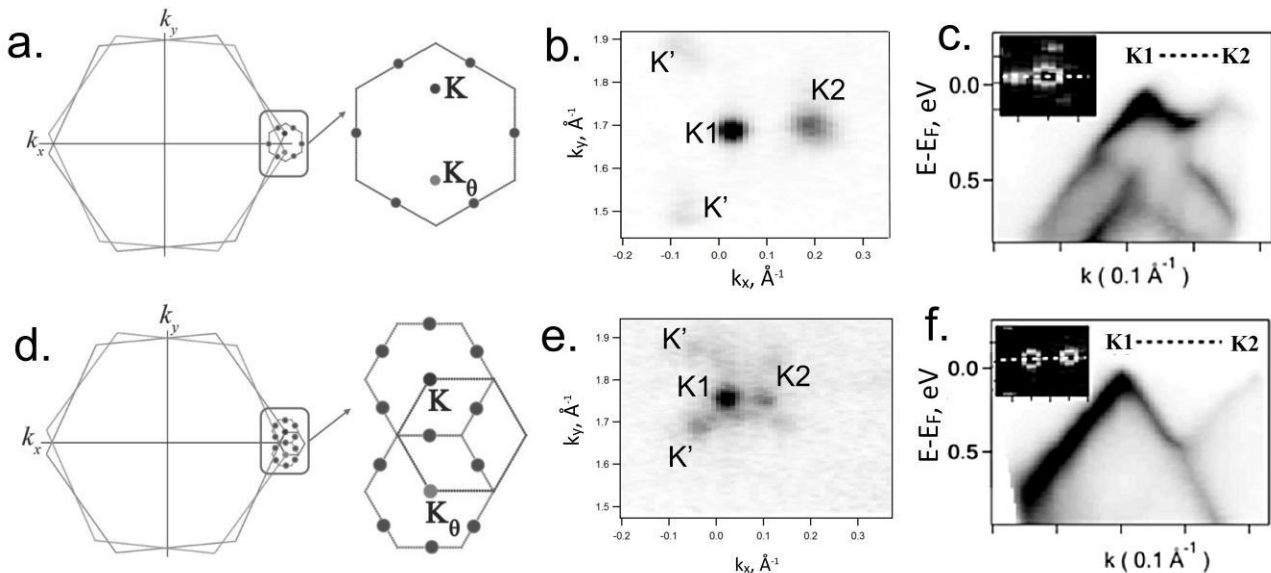 a.
k_y
k_x
K
K_θ
b.
k_y, Å⁻¹
1.9
1.8
1.7
1.6
1.5
K'
K1
K2
K'
-0.2
-0.1
0.0
0.1
0.2
0.3
k_x, Å⁻¹
c.
K1 ------ K2
E-E_F, eV
0.0
0.5
k ( 0.1 Å⁻¹)
d.
k_y
k_x
K
K_θ
e.
k_y, Å⁻¹
1.9
1.8
1.7
1.6
1.5
K'
K1
K2
K'
-0.2
-0.1
0.0
0.1
0.2
0.3
k_x, Å⁻¹
f.
K1 -------- K2
E-E_F, eV
0.0
0.5
k ( 0.1 Å⁻¹)